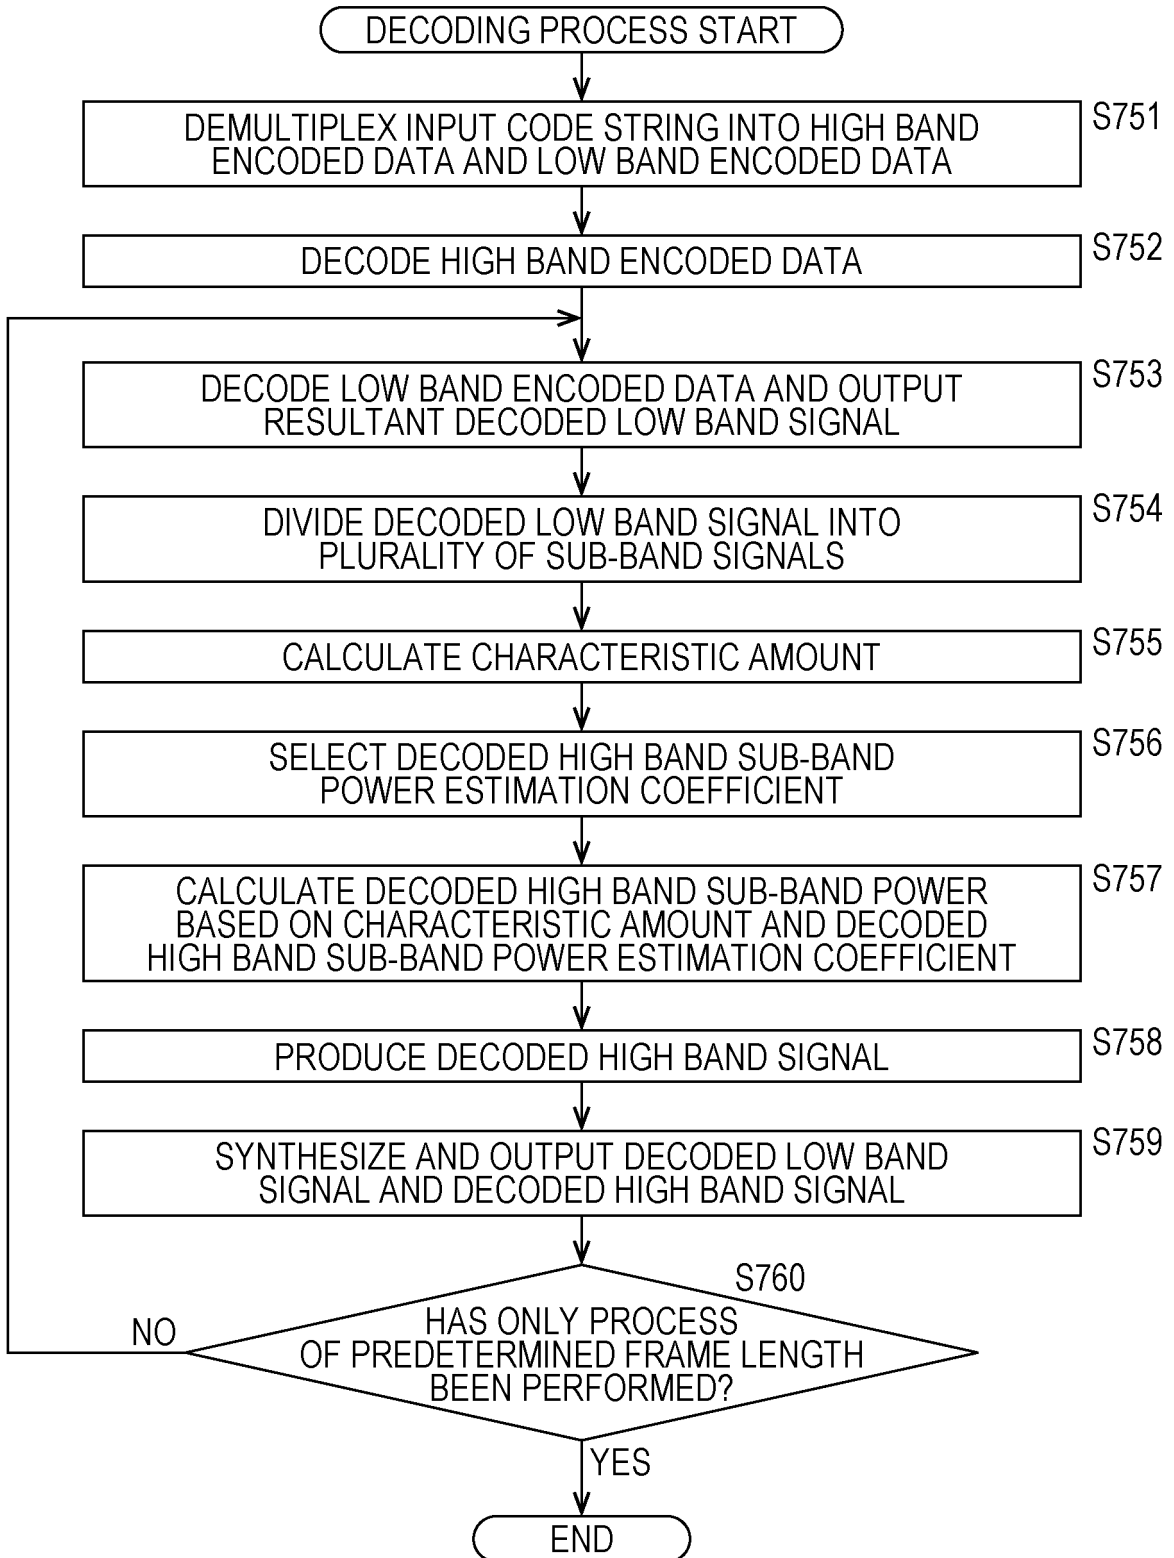 DECODING PROCESS START
S751
DEMULTIPLEX INPUT CODE STRING INTO HIGH BAND
ENCODED DATA AND LOW BAND ENCODED DATA
S752
DECODE HIGH BAND ENCODED DATA
S753
DECODE LOW BAND ENCODED DATA AND OUTPUT
RESULTANT DECODED LOW BAND SIGNAL
S754
DIVIDE DECODED LOW BAND SIGNAL INTO
PLURALITY OF SUB-BAND SIGNALS
S755
CALCULATE CHARACTERISTIC AMOUNT
S756
SELECT DECODED HIGH BAND SUB-BAND
POWER ESTIMATION COEFFICIENT
S757
CALCULATE DECODED HIGH BAND SUB-BAND POWER
BASED ON CHARACTERISTIC AMOUNT AND DECODED
HIGH BAND SUB-BAND POWER ESTIMATION COEFFICIENT
S758
PRODUCE DECODED HIGH BAND SIGNAL
S759
SYNTHESIZE AND OUTPUT DECODED LOW BAND
SIGNAL AND DECODED HIGH BAND SIGNAL
S760
HAS ONLY PROCESS
OF PREDETERMINED FRAME LENGTH
BEEN PERFORMED?
NO
YES
END